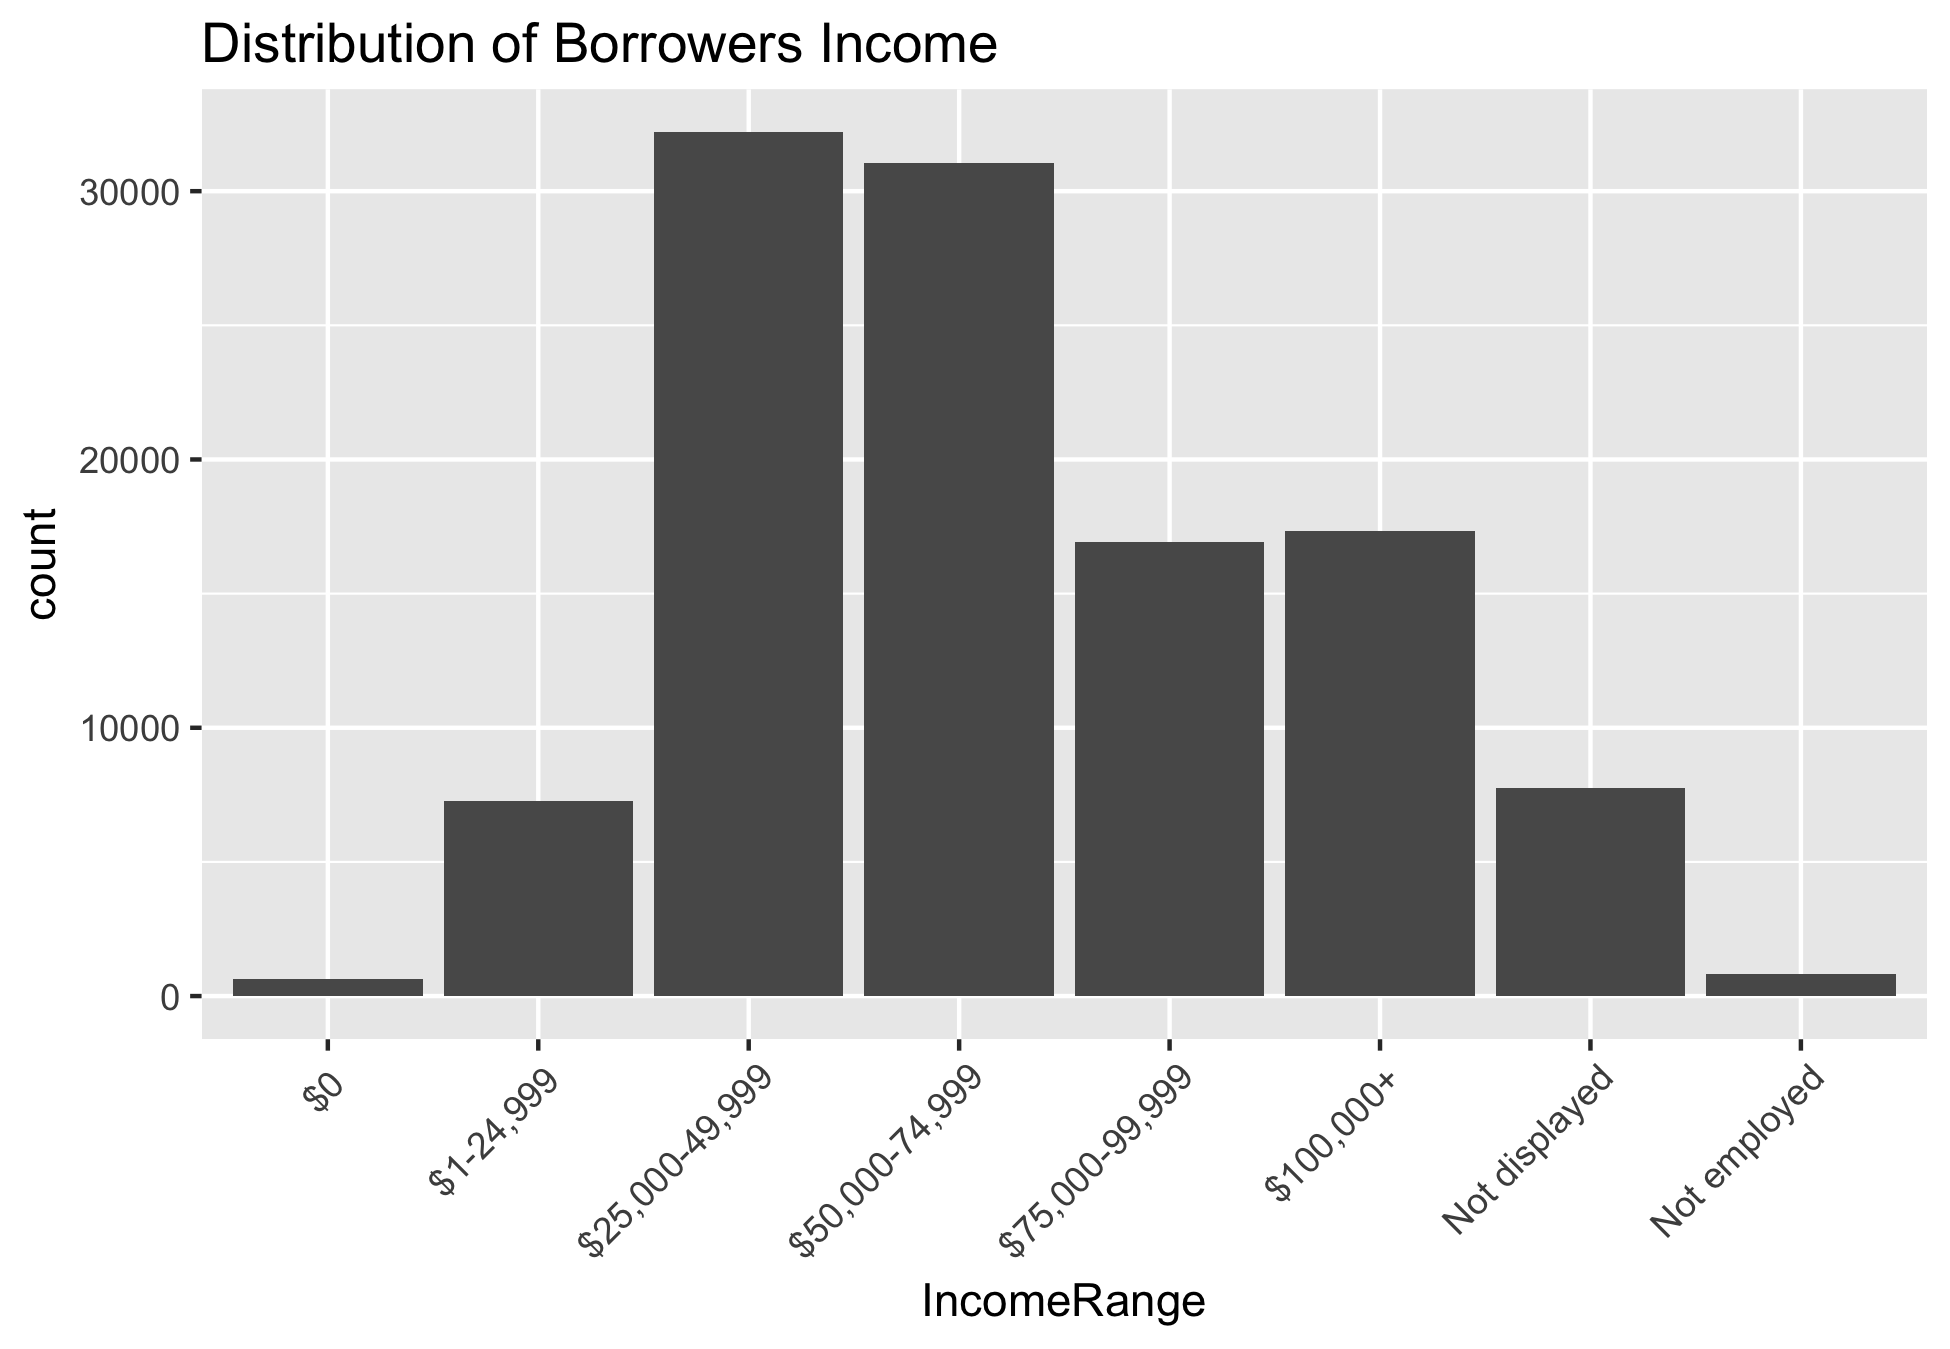 Distribution of Borrowers Income
count
30000
20000
10000
0
$0
$1-24,999
$25,000-49,999
$50,000-74,999
$75,000-99,999
$100,000+
Not displayed
Not employed
IncomeRange